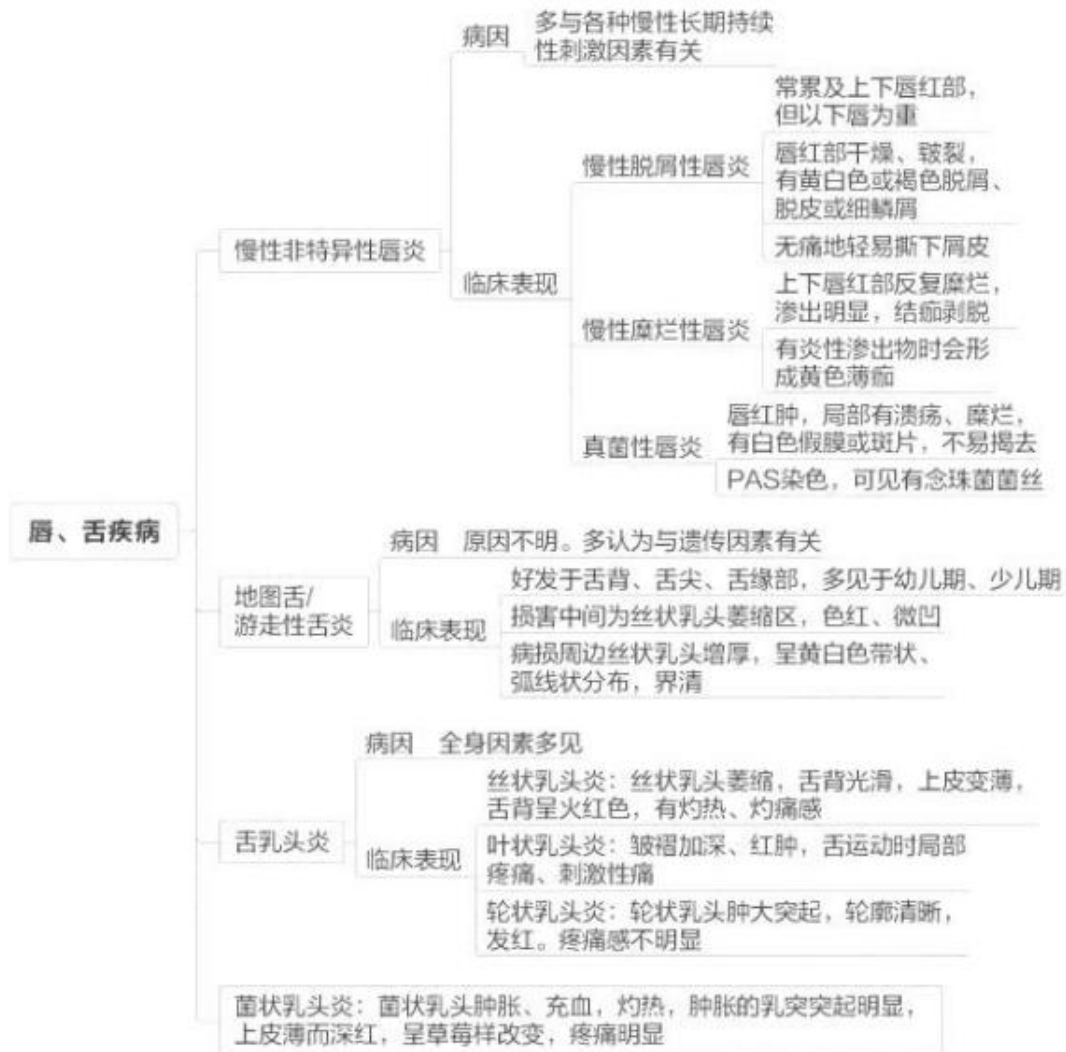 唇、舌疾病
慢性非特异性唇炎
病因
多与各种慢性长期持续
性刺激因素有关
临床表现
慢性脱屑性唇炎
常累及上下唇红部，
但以下唇为重
唇红部干燥、皲裂，
有黄白色或褐色脱屑、
脱皮或细鳞屑
无痛地轻易撕下屑皮
慢性糜烂性唇炎
上下唇红部反复糜烂，
渗出明显，结痂剥脱
有炎性渗出物时会形
成黄色薄痂
真菌性唇炎
唇红肿，局部有溃疡、糜烂，
有白色假膜或斑片，不易揭去
PAS染色，可见有念珠菌菌丝
地图舌/
游走性舌炎
病因
原因不明。多认为与遗传因素有关
临床表现
好发于舌背、舌尖、舌缘部，多见于幼儿期、少儿期
损害中间为丝状乳头萎缩区，色红、微凹
病损周边丝状乳头增厚，呈黄白色带状、
弧线状分布，界清
舌乳头炎
病因
全身因素多见
临床表现
丝状乳头炎：丝状乳头萎缩，舌背光滑，上皮变薄，
舌背呈火红色，有灼热、灼痛感
叶状乳头炎：皱褶加深、红肿，舌运动时局部
疼痛、刺激性痛
轮状乳头炎：轮状乳头肿大突起，轮廓清晰，
发红。疼痛感不明显
菌状乳头炎：菌状乳头肿胀、充血，灼热，肿胀的乳突突起明显，
上皮薄而深红，呈草莓样改变，疼痛明显